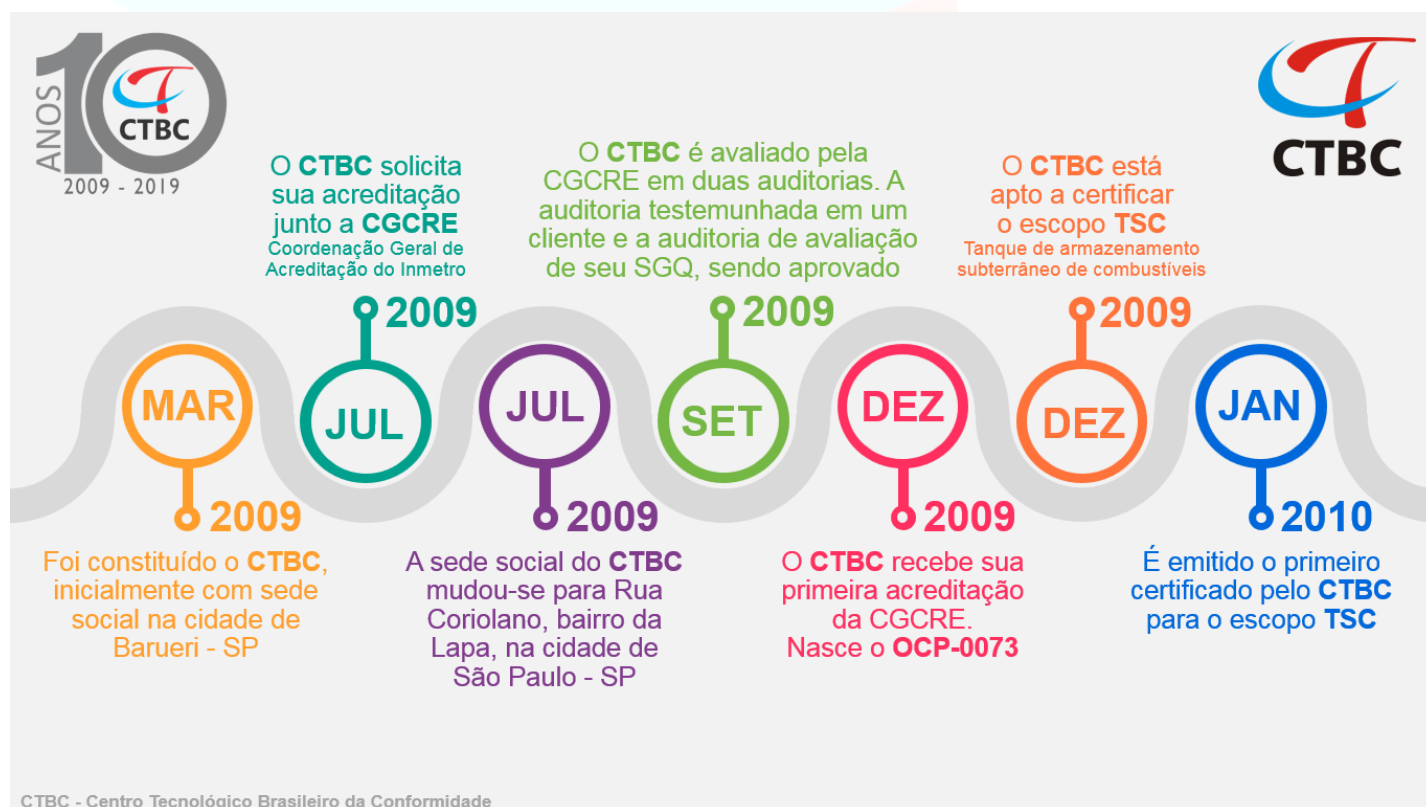 ANOS
10
CTBC
2009 - 2019
CTBC
O CTBC solicita
sua acreditação
junto a CGCRE
Coordenação Geral de
Acreditação do Inmetro
2009
O CTBC é avaliado pela
CGCRE em duas auditorias. A
auditoria testemunhada em um
cliente e a auditoria de avaliação
de seu SGQ, sendo aprovado
2009
O CTBC está
apto a certificar
o escopo TSC
Tanque de armazenamento
subterrâneo de combustíveis
2009
MAR
JUL
JUL
SET
DEZ
DEZ
JAN
2009
Foi constituído o CTBC,
inicialmente com sede
social na cidade de
Barueri - SP
2009
A sede social do CTBC
mudou-se para Rua
Coriolano, bairro da
Lapa, na cidade de
São Paulo - SP
2009
O CTBC recebe sua
primeira acreditação
da CGCRE.
Nasce o OCP-0073
2010
É emitido o primeiro
certificado pelo CTBC
para o escopo TSC
CTBC - Centro Tecnológico Brasileiro da Conformidade